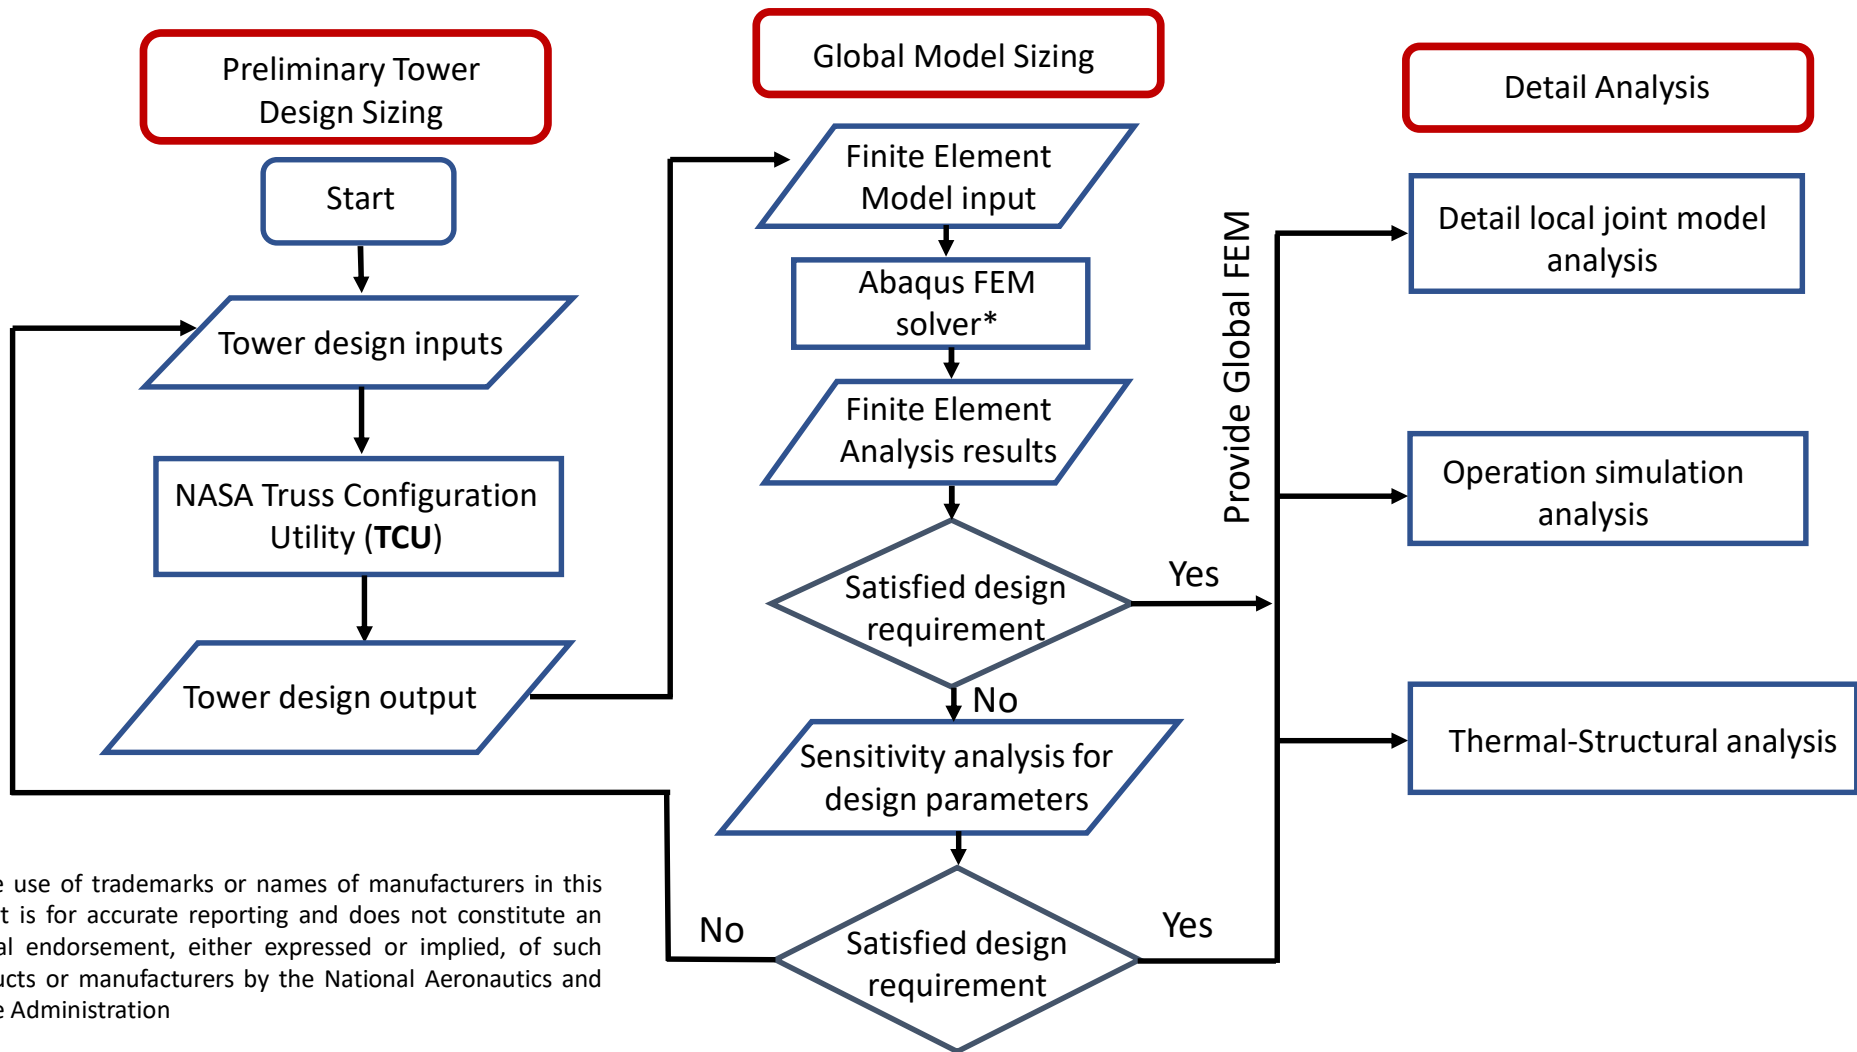 Preliminary Tower
Design Sizing
Start
Tower design inputs
NASA Truss Configuration
Utility (TCU)
Tower design output
Global Model Sizing
Finite Element
Model input
Abaqus FEM
solver*
Finite Element
Analysis results
Satisfied design
requirement
Yes
No
Sensitivity analysis for
design parameters
Satisfied design
requirement
No
Yes
Provide Global FEM
Detail Analysis
Detail local joint model
analysis
Operation simulation
analysis
Thermal-Structural analysis
use of trademarks or names of manufacturers in this
is for accurate reporting and does not constitute an
endorsement, either expressed or implied, of such
or manufacturers by the National Aeronautics and
Administration